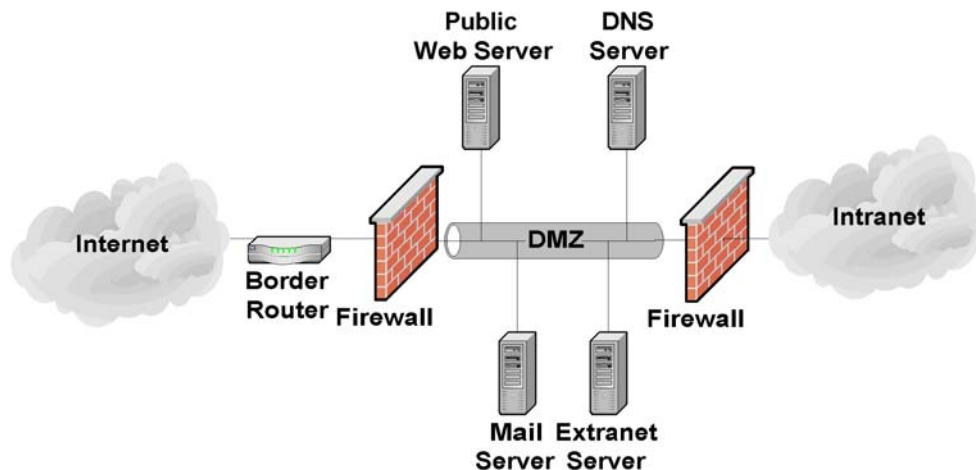 Public
Web Server
DNS
Server
Internet
Border
Router
Firewall
DMZ
Firewall
Intranet
Mail
Server
Extranet
Server